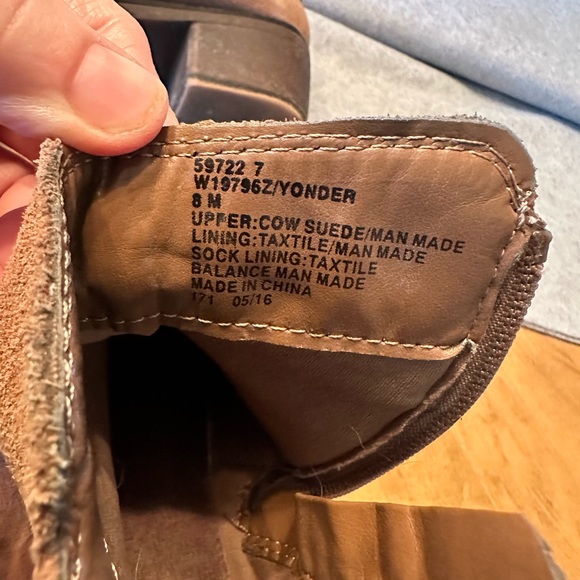 59722 7
W19796Z/YONDER
8 M
UPPER:COW SUEDE/MAN MADE
LINING:TAXTILE/MAN MADE
SOCK LINING:TAXTILE
BALANCE MAN MADE
MADE IN CHINA
171 05/16